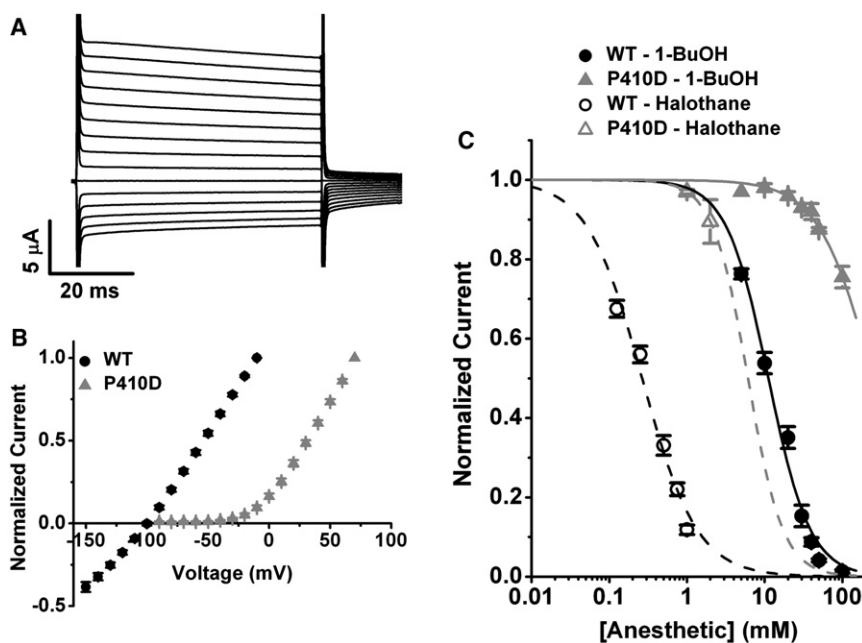 A
5 μA
20 ms
B
WT
P410D
Normalized Current
1.0
0.5
0.0
-0.5
-150
-100
-50
0
50
100
Voltage (mV)
WT - 1-BuOH
P410D - 1-BuOH
WT - Halothane
P410D - Halothane
C
Normalized Current
1.0
0.8
0.6
0.4
0.2
0.0
0.01
0.1
1
10
100
[Anesthetic] (mM)